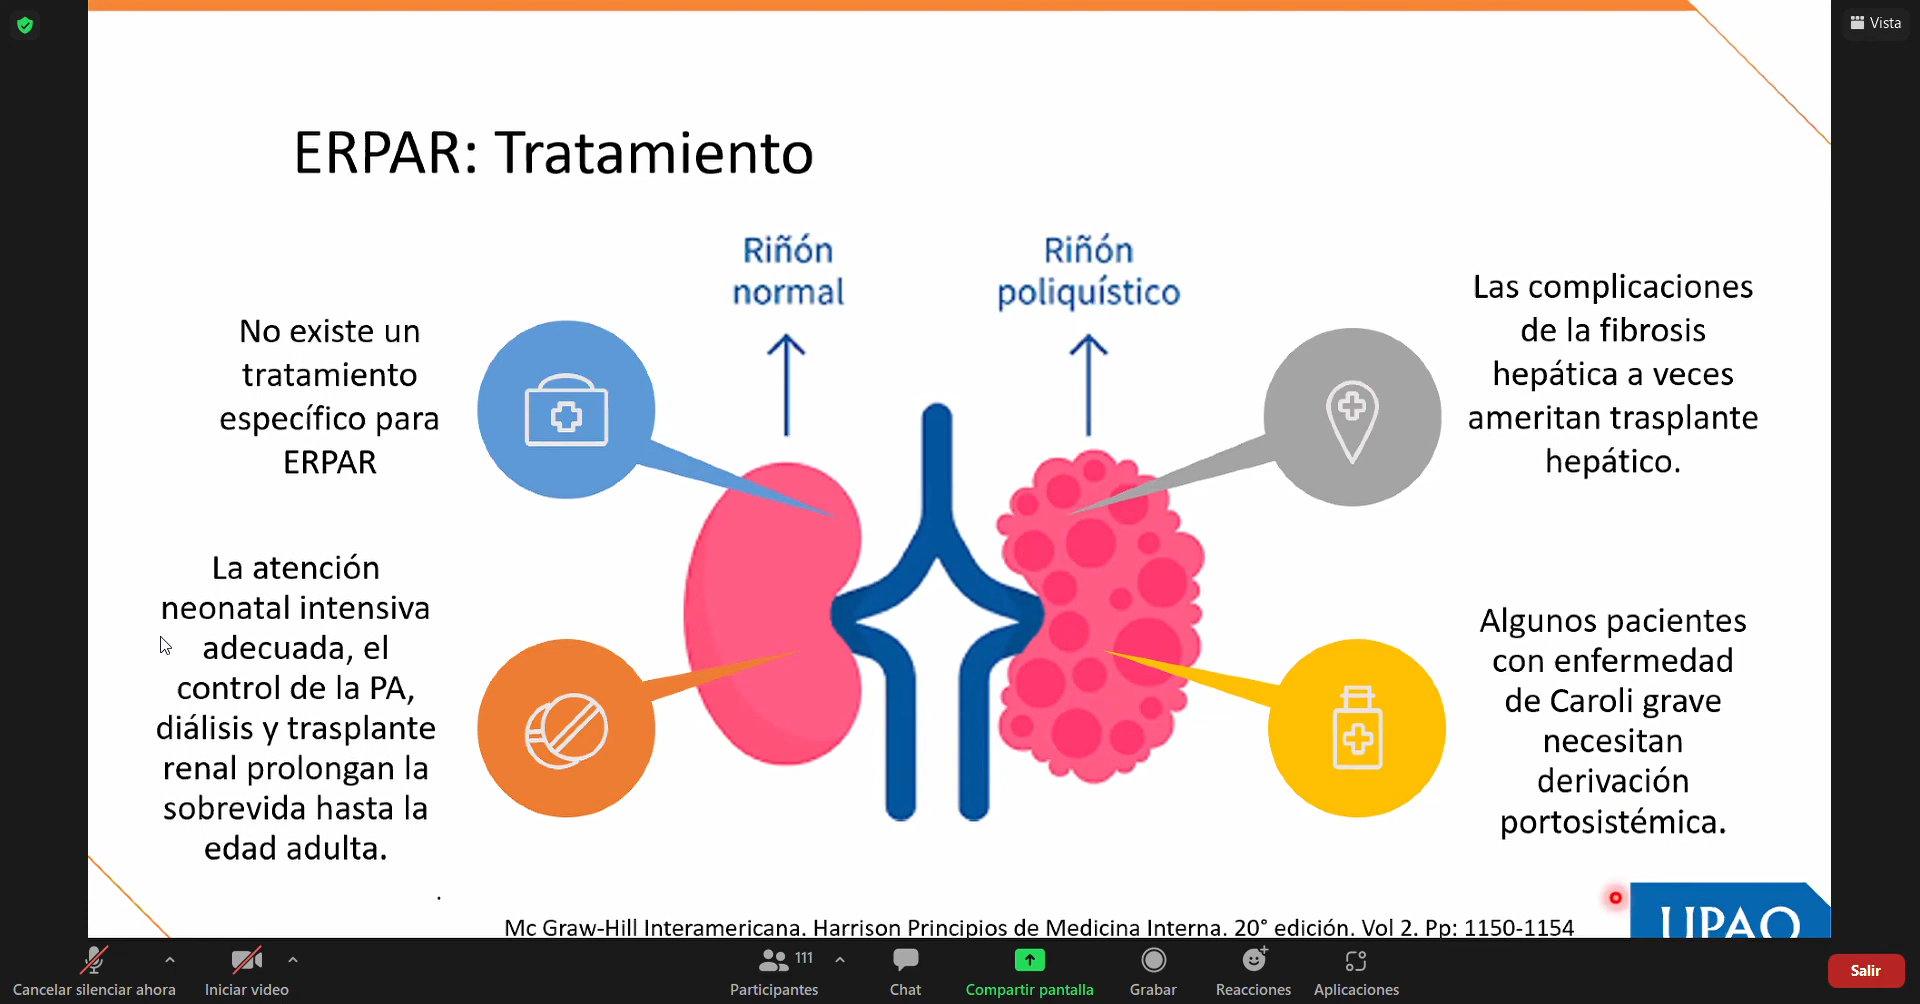 Vista
ERPAR: Tratamiento
Riñón
normal
Riñón
poliquístico
No existe un
tratamiento
específico para
ERPAR
Las complicaciones
de la fibrosis
hepática a veces
ameritan trasplante
hepático.
La atención
neonatal intensiva
adecuada, el
control de la PA,
diálisis y trasplante
renal prolongan la
sobrevida hasta la
edad adulta.
Algunos pacientes
con enfermedad
de Caroli grave
necesitan
derivación
portosistémica.
.
Mc Graw-Hill Interamericana. Harrison Principios de Medicina Interna. 20° edición. Vol 2. Pp: 1150-1154
UPAO
Cancelar silenciar ahora
Iniciar video
111
Participantes
Chat
Compartir pantalla
Grabar
Reacciones
Aplicaciones
Salir